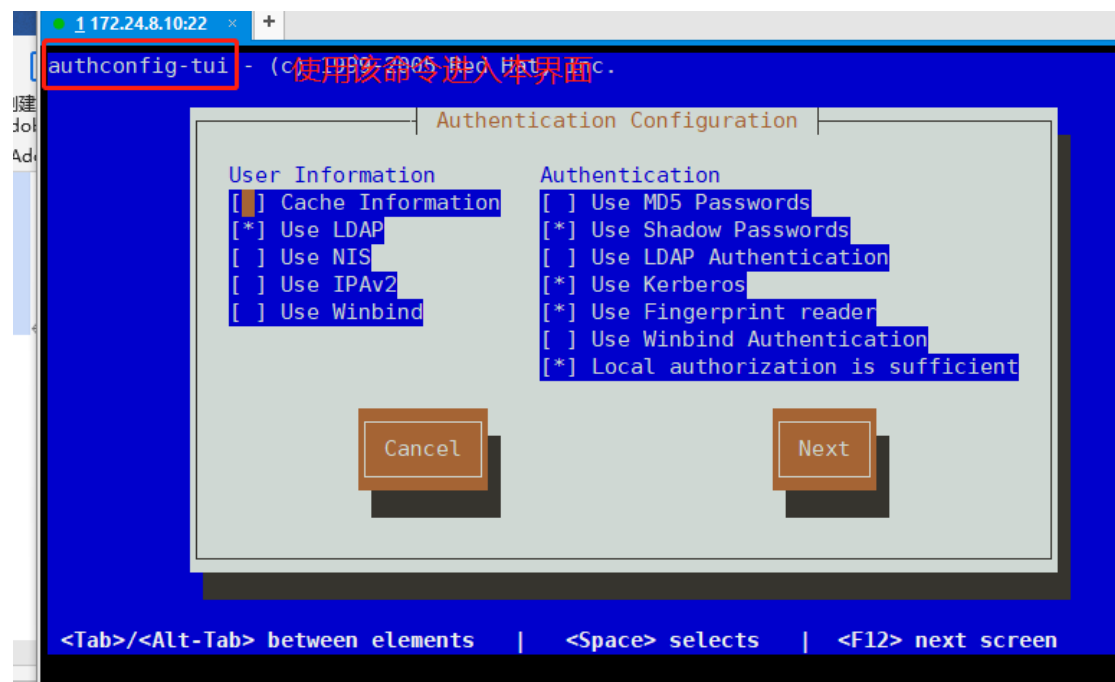 1 172.24.8.10:22 × +
authconfig-tui - (c) 1999-2005 Red Hat, Inc.
使用该命令进入本界面
Authentication Configuration
User Information Authentication
[ ] Cache Information [ ] Use MD5 Passwords
[*] Use LDAP [*] Use Shadow Passwords
[ ] Use NIS [ ] Use LDAP Authentication
[ ] Use IPAv2 [*] Use Kerberos
[ ] Use Winbind [*] Use Fingerprint reader
[ ] Use Winbind Authentication
[*] Local authorization is sufficient
Cancel Next
<Tab>/<Alt-Tab> between elements | <Space> selects | <F12> next screen